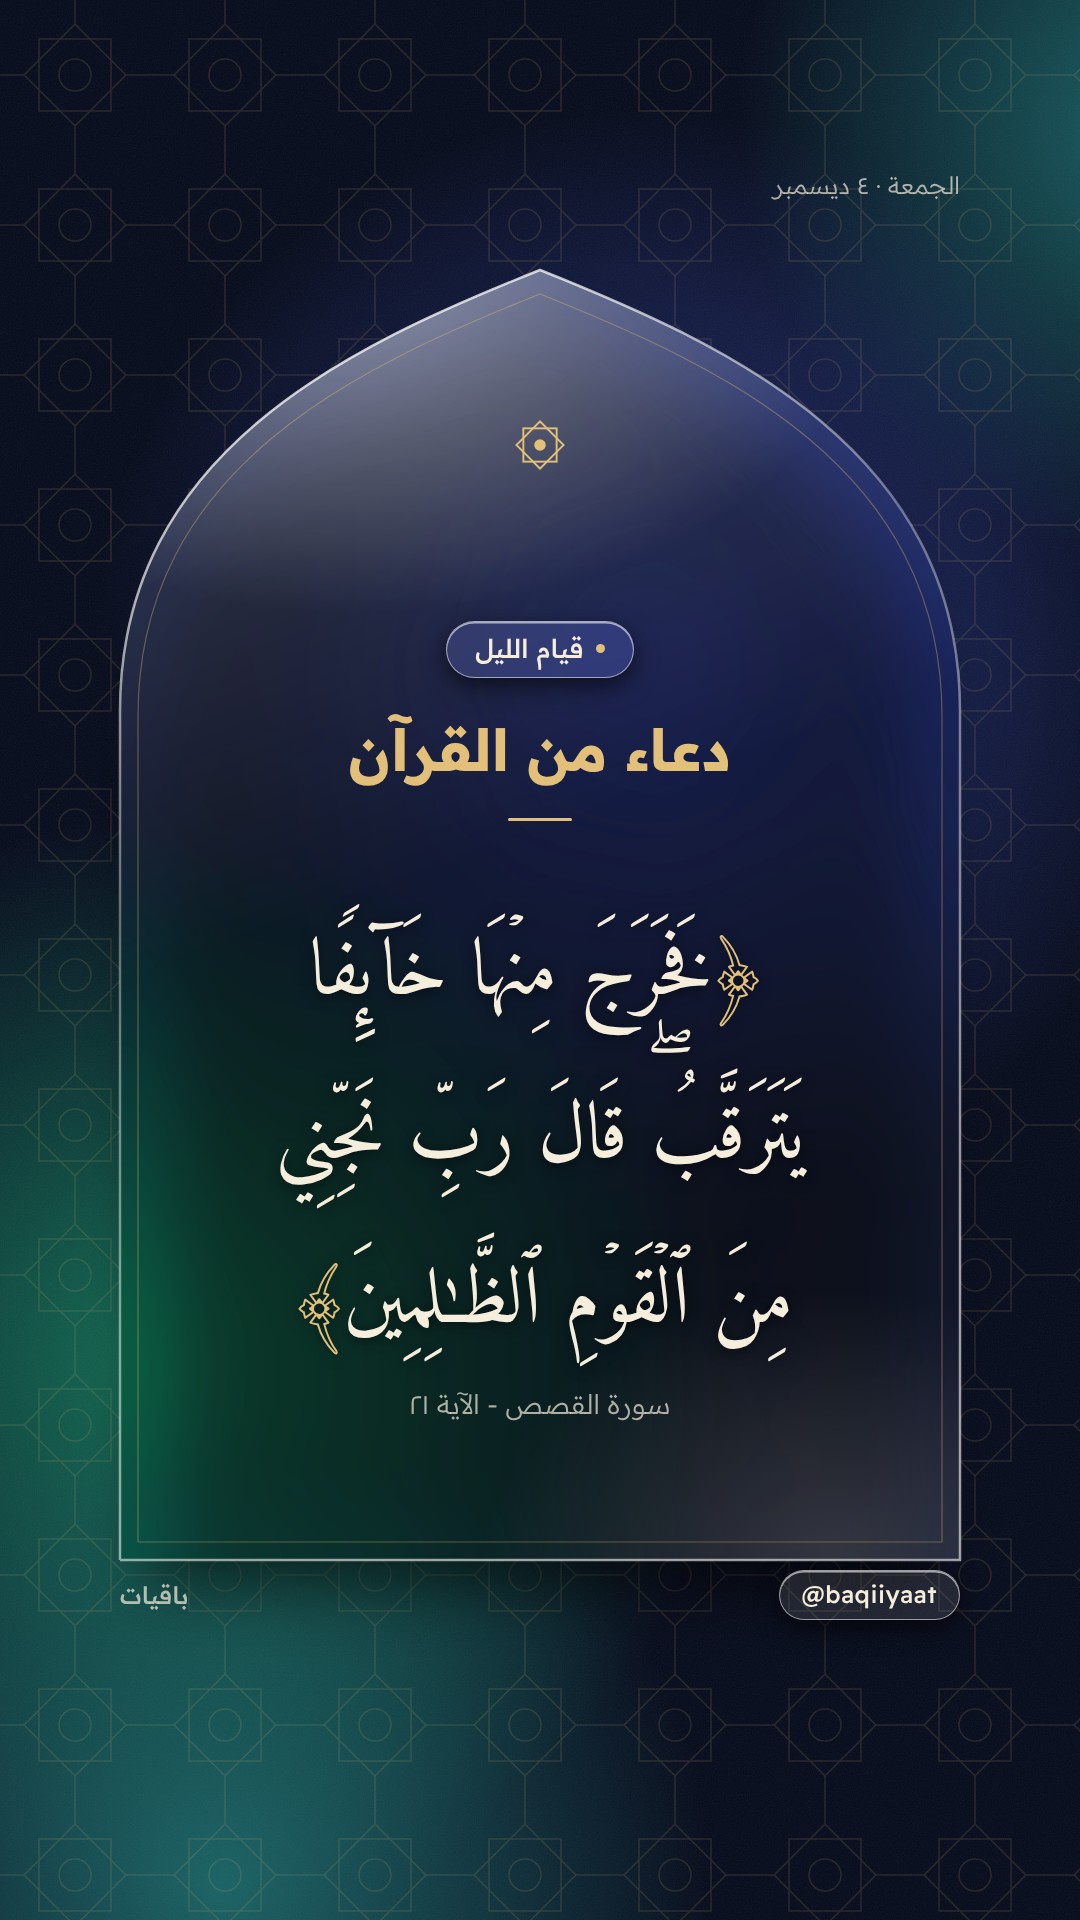 الجمعة · ٤ ديسمبر
قيام الليل
دعاء من القرآن
﴿فَخَرَجَ مِنۡهَا خَآئِفٗا
يَتَرَقَّبُۖ قَالَ رَبِّ نَجِّنِي
مِنَ ٱلۡقَوۡمِ ٱلظَّٰلِمِينَ﴾
سورة القصص - الآية ٢١
@baqiiyaat
باقيات